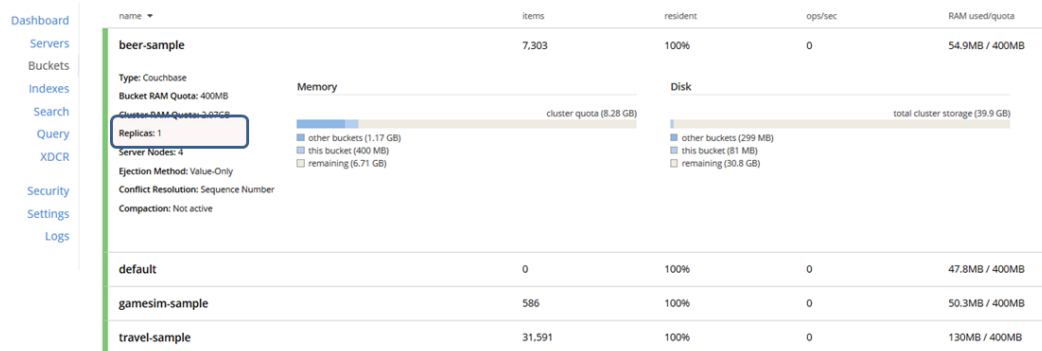 Dashboard
Servers
Buckets
Indexes
Search
Query
XDCR
Security
Settings
Logs
name items resident ops/sec RAM used/quota
beer-sample 7,303 100% 0 54.9MB / 400MB
Type: Couchbase
Bucket RAM Quota: 400MB
Cluster RAM Quota: 2.07GB
Replicas: 1
Server Nodes: 4
Ejection Method: Value-Only
Conflict Resolution: Sequence Number
Compaction: Not active
Memory
cluster quota (8.28 GB)
other buckets (1.17 GB)
this bucket (400 MB)
remaining (6.71 GB)
Disk
total cluster storage (39.9 GB)
other buckets (299 MB)
this bucket (81 MB)
remaining (30.8 GB)
default 0 100% 0 47.8MB / 400MB
gamesim-sample 586 100% 0 50.3MB / 400MB
travel-sample 31,591 100% 0 130MB / 400MB